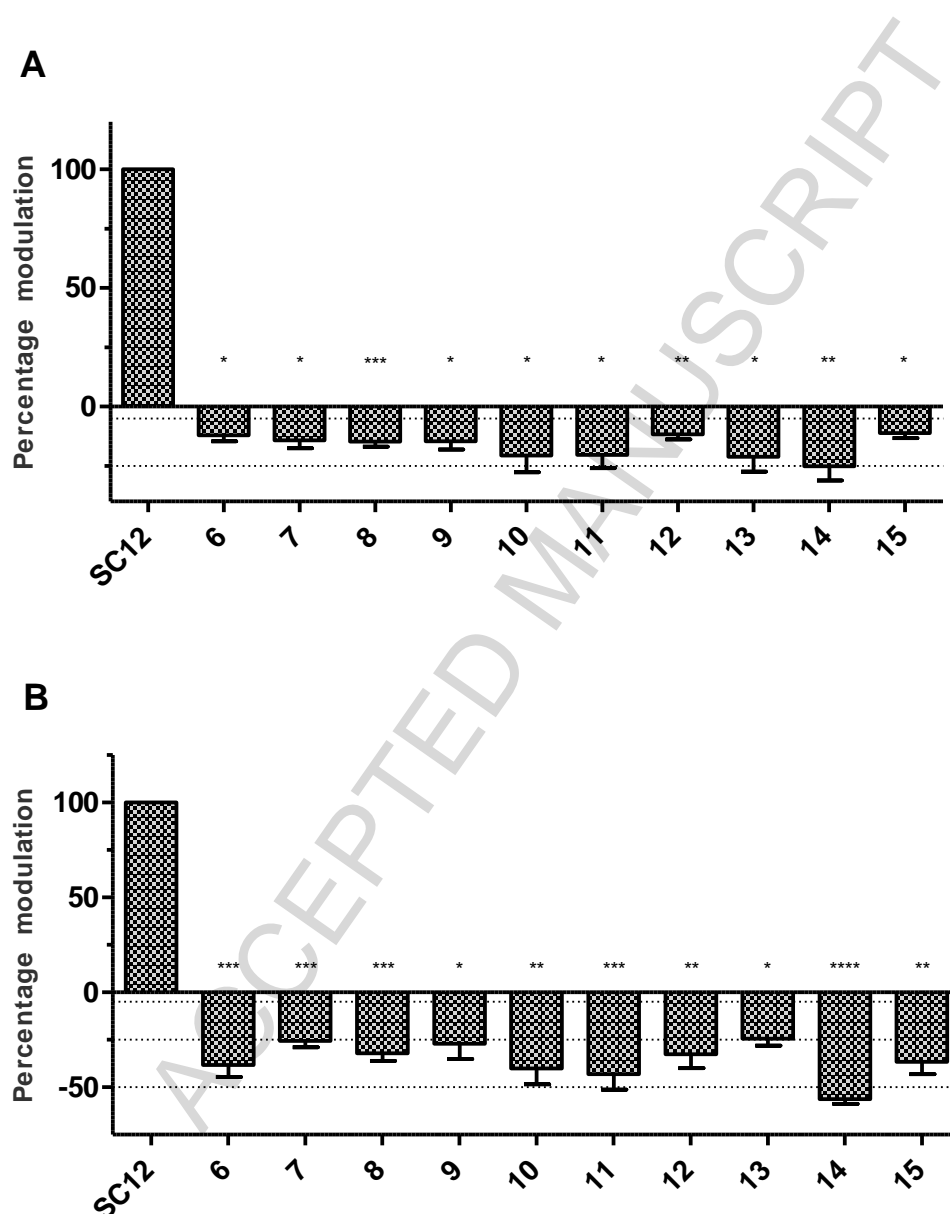 A
Percentage modulation
100
50
0
* * *** * * * ** * ** *
SC12 6 7 8 9 10 11 12 13 14 15
B
Percentage modulation
100
50
0
-50
*** *** *** * ** *** ** * **** **
SC12 6 7 8 9 10 11 12 13 14 15
ACCEPTED MANUSCRIPT